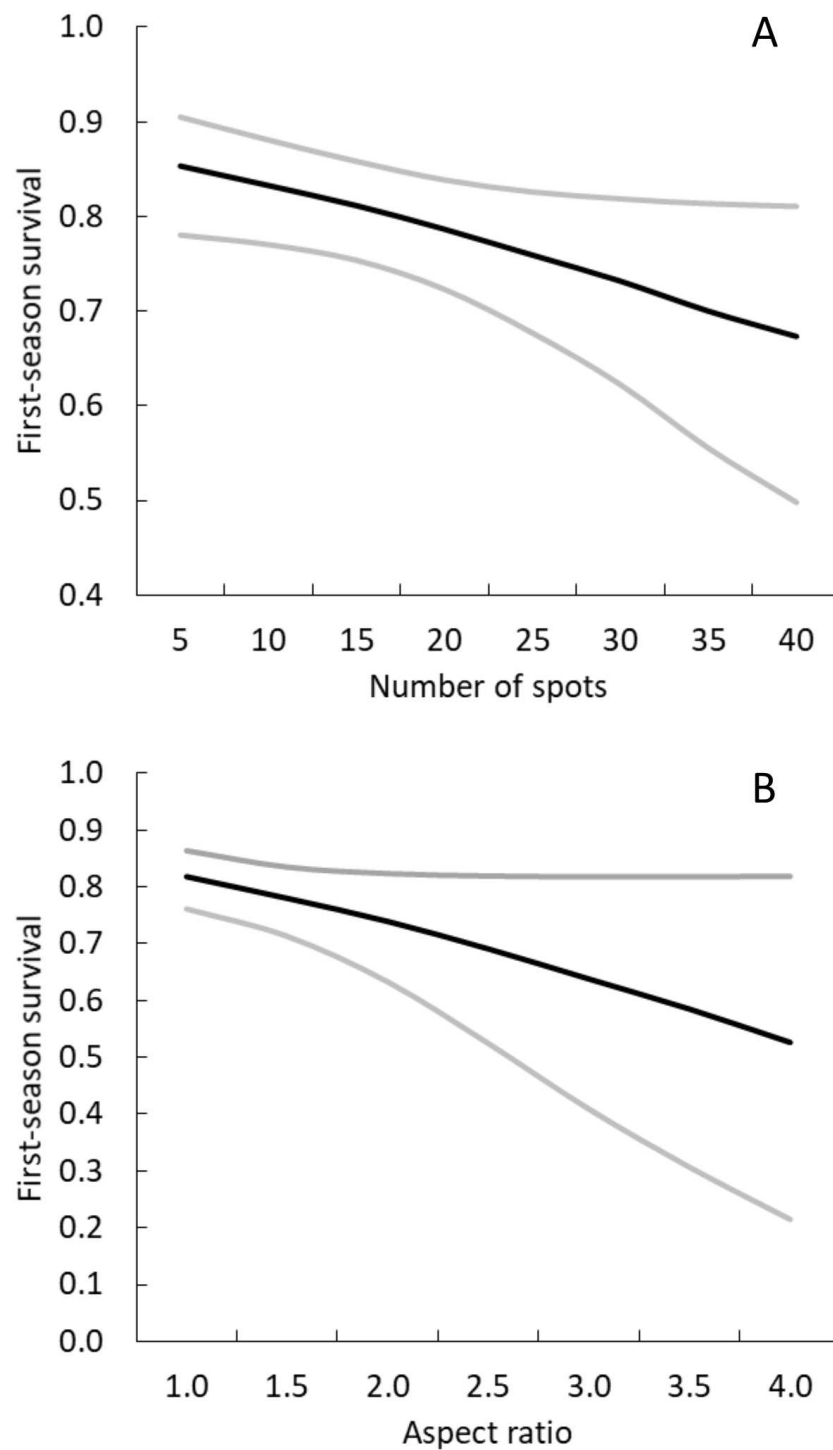 A
1.0
0.9
0.8
0.7
0.6
0.5
0.4
First-season survival
5 10 15 20 25 30 35 40
Number of spots
B
1.0
0.9
0.8
0.7
0.6
0.5
0.4
0.3
0.2
0.1
0.0
First-season survival
1.0 1.5 2.0 2.5 3.0 3.5 4.0
Aspect ratio